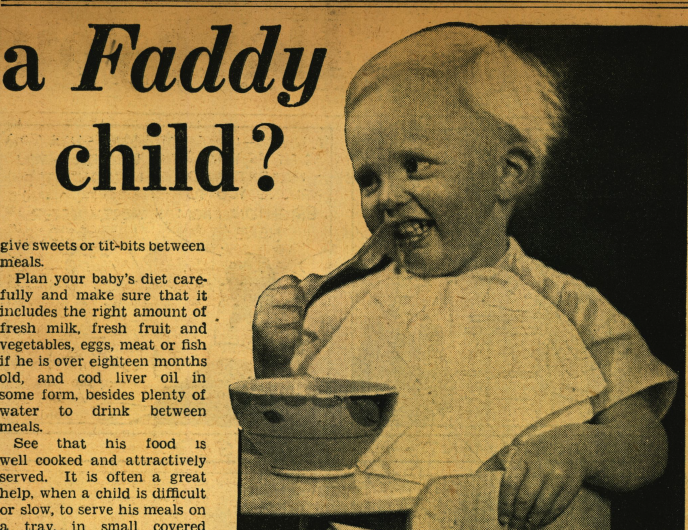 a Faddy
child?
give sweets or tit-bits between
meals.
Plan your baby's diet care-
fully and make sure that it
includes the right amount of
fresh milk, fresh fruit and
vegetables, eggs, meat or fish
if he is over eighteen months
old, and cod liver oil in
some form, besides plenty of
water to drink between
meals.
See that his food is
well cooked and attractively
served. It is often a great
help, when a child is difficult
or slow, to serve his meals on
a tray, in small covered